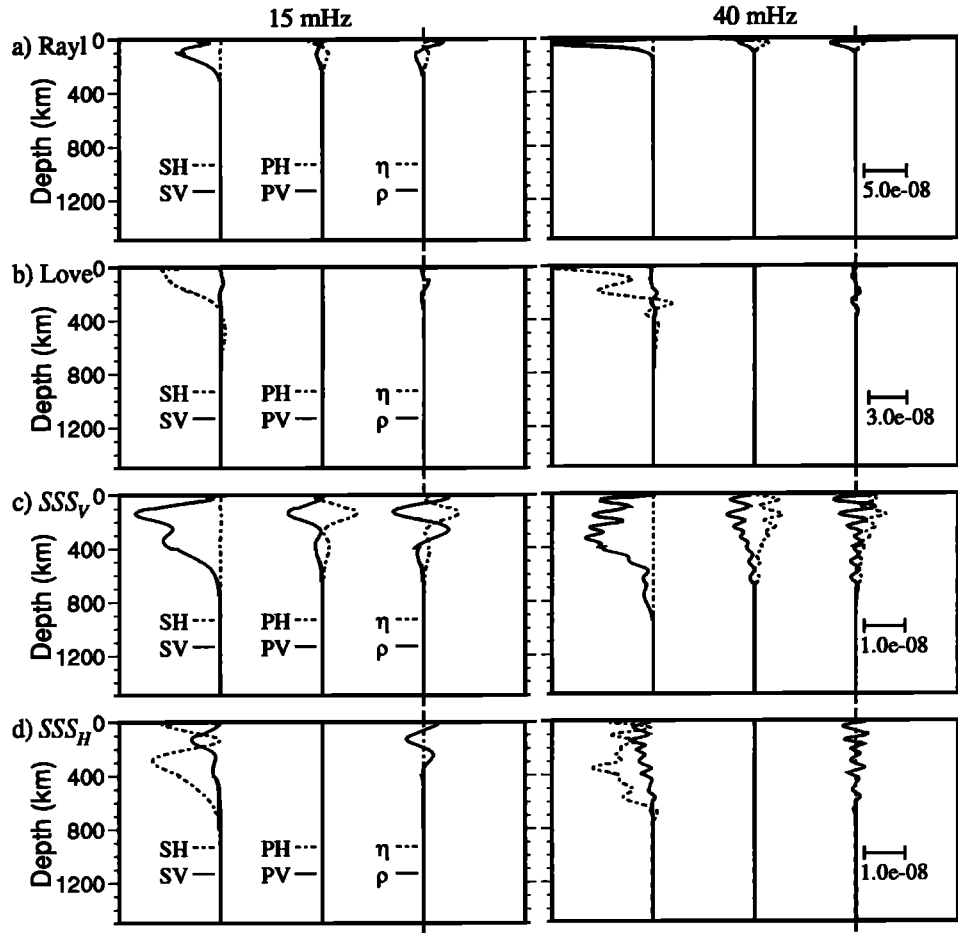 15 mHz 40 mHz
a) Rayl
0
400
800
1200
Depth (km)
SH PH η
SV PV ρ
5.0e-08
b) Love
0
400
800
1200
Depth (km)
SH PH η
SV PV ρ
3.0e-08
c) SSS_V
0
400
800
1200
Depth (km)
SH PH η
SV PV ρ
1.0e-08
d) SSS_H
0
400
800
1200
Depth (km)
SH PH η
SV PV ρ
1.0e-08